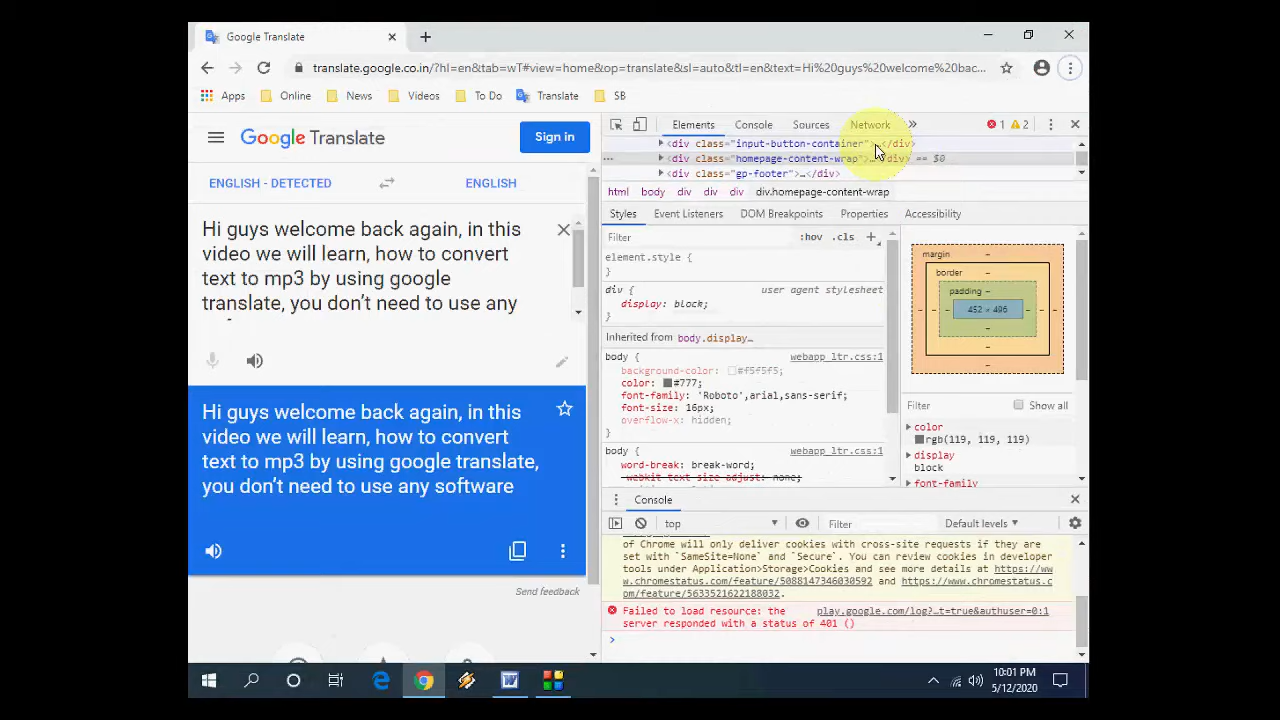 Google Translate
translate.google.co.in/?hl=en&tab=wT#view=home&op=translate&sl=auto&tl=en&text=Hi%20guys%20welcome%20bac...
Apps Online News Videos To Do Translate SB
Google Translate
Sign in
ENGLISH - DETECTED
ENGLISH
Hi guys welcome back again, in this
video we will learn, how to convert
text to mp3 by using google
translate, you don't need to use any
Hi guys welcome back again, in this
video we will learn, how to convert
text to mp3 by using google translate,
you don't need to use any software
Send feedback
Elements Console Sources Network » 1 2
<div class="input-button-container">…</div>
… <div class="homepage-content-wrap">…</div> == $0
<div class="gp-footer">…</div>
html body div div div div.homepage-content-wrap
Styles Event Listeners DOM Breakpoints Properties Accessibility
Filter :hov .cls +
element.style {
}
div { user agent stylesheet
display: block;
}
Inherited from body.display…
body { webapp_ltr.css:1
background-color: #f5f5f5;
color: #777;
font-family: 'Roboto',arial,sans-serif;
font-size: 16px;
overflow-x: hidden;
}
body { webapp_ltr.css:1
word-break: break-word;
-webkit-text-size-adjust: none;
margin –
border –
padding –
– – – 452 × 496 – – –
–
–
–
Filter Show all
color
rgb(119, 119, 119)
display
block
font-family
Console
top Filter Default levels
of Chrome will only deliver cookies with cross-site requests if they are
set with `SameSite=None` and `Secure`. You can review cookies in developer
tools under Application>Storage>Cookies and see more details at https://ww
w.chromestatus.com/feature/5088147346030592 and https://www.chromestatus.c
om/feature/5633521622188032.
Failed to load resource: the play.google.com/log?…t=true&authuser=0:1
server responded with a status of 401 ()
10:01 PM
5/12/2020